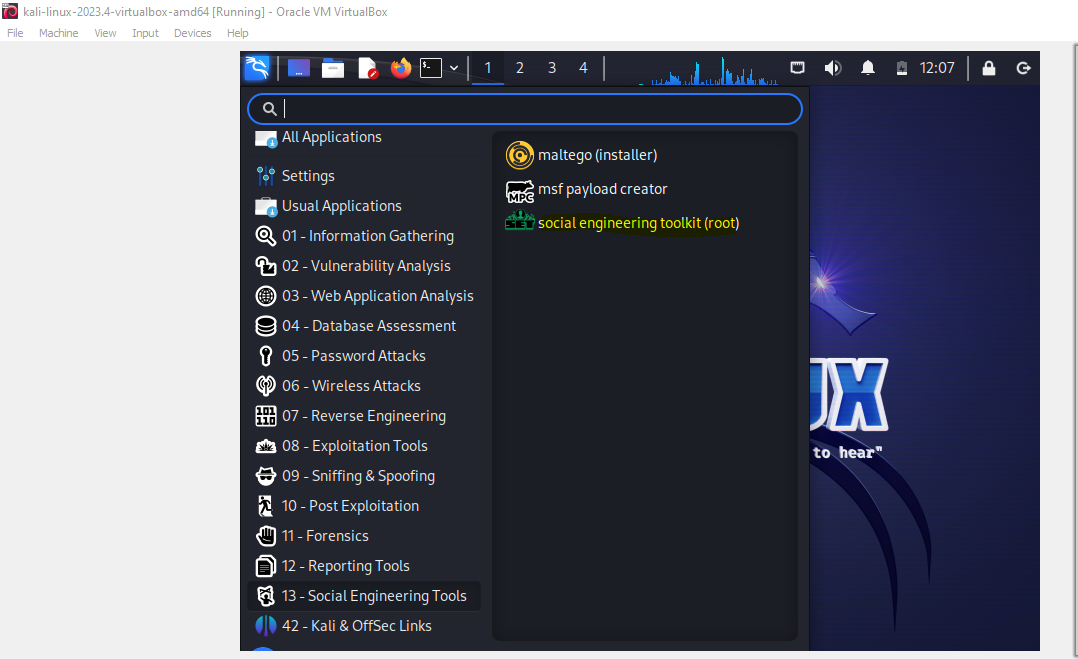 kali-linux-2023.4-virtualbox-amd64 [Running] - Oracle VM VirtualBox
File Machine View Input Devices Help
1 2 3 4 12:07
All Applications
Settings
Usual Applications
01 - Information Gathering
02 - Vulnerability Analysis
03 - Web Application Analysis
04 - Database Assessment
05 - Password Attacks
06 - Wireless Attacks
07 - Reverse Engineering
08 - Exploitation Tools
09 - Sniffing & Spoofing
10 - Post Exploitation
11 - Forensics
12 - Reporting Tools
13 - Social Engineering Tools
42 - Kali & OffSec Links
maltego (installer)
MPC msf payload creator
SET social engineering toolkit (root)
UX
to hear"